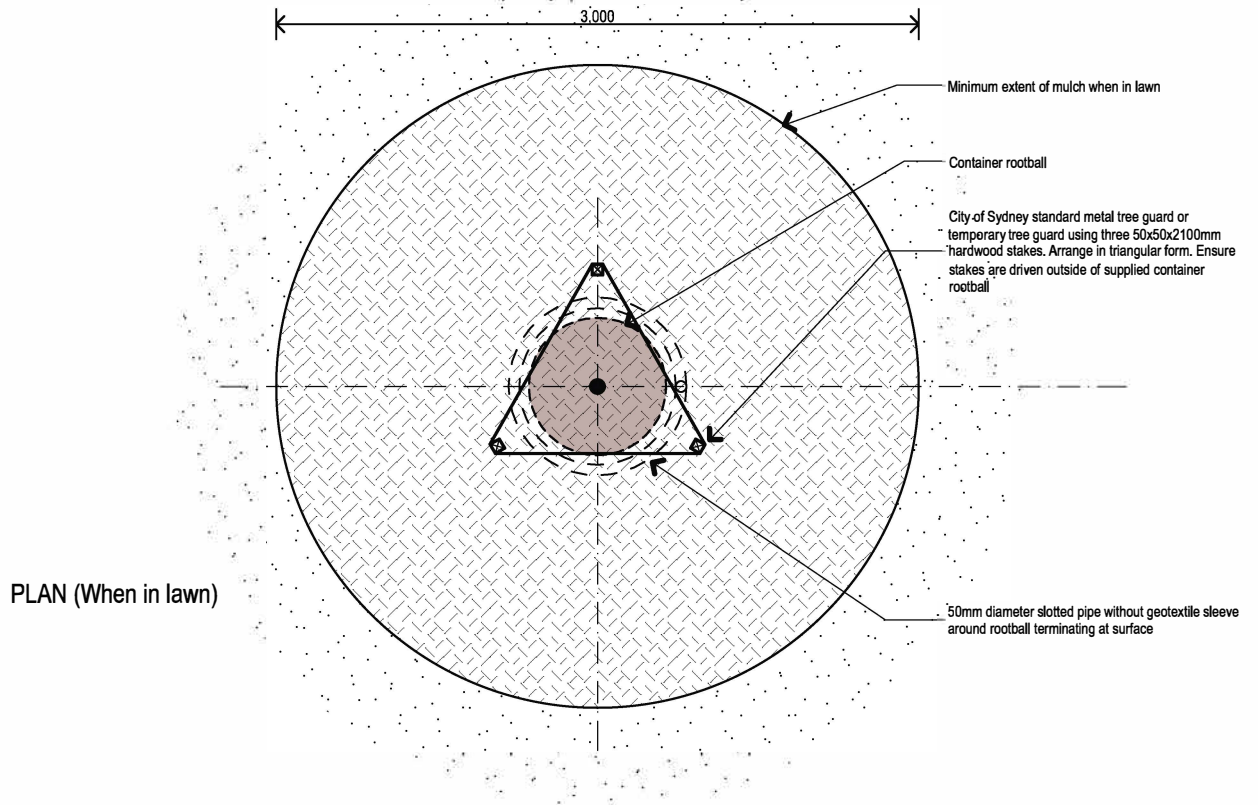 3,000
Minimum extent of mulch when in lawn
Container rootball
City of Sydney standard metal tree guard or
temporary tree guard using three 50x50x2100mm
hardwood stakes. Arrange in triangular form. Ensure
stakes are driven outside of supplied container
rootball
PLAN (When in lawn)
50mm diameter slotted pipe without geotextile sleeve
around rootball terminating at surface